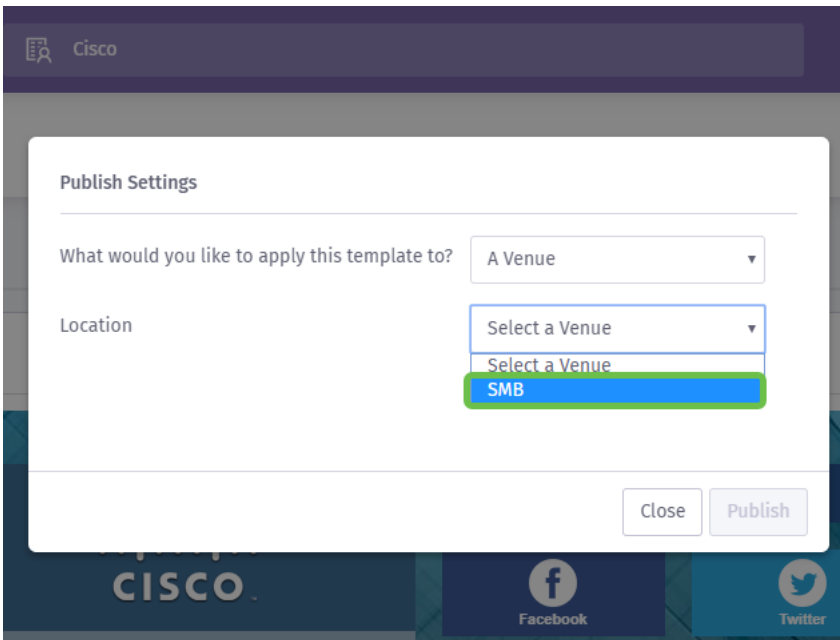 Cisco
Publish Settings
What would you like to apply this template to? A Venue
Location Select a Venue
Select a Venue
SMB
Close Publish
CISCO.
Facebook Twitter